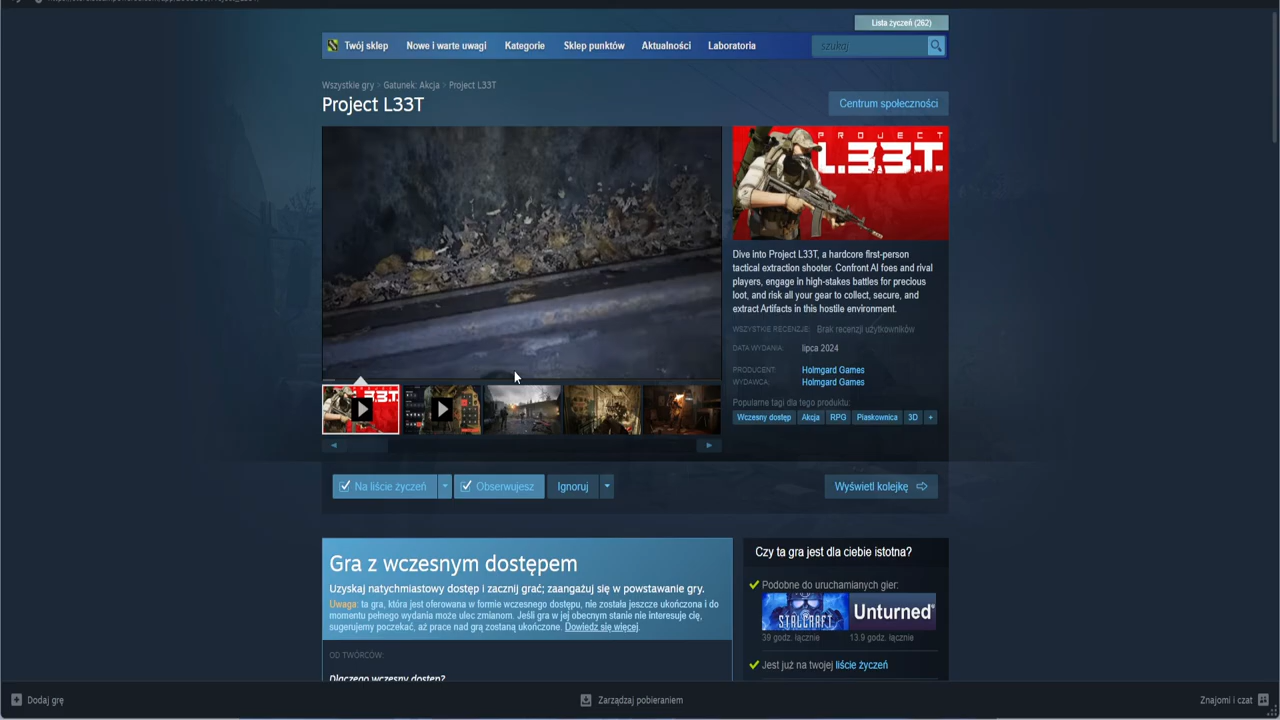 Lista życzeń (262)
Twój sklep
Nowe i warte uwagi
Kategorie
Sklep punktów
Aktualności
Laboratoria
szukaj
Wszystkie gry > Gatunek: Akcja > Project L33T
Project L33T
Centrum społeczności
PROJECT
L.33.T.
Dive into Project L33T, a hardcore first-person
tactical extraction shooter. Confront AI foes and rival
players, engage in high-stakes battles for precious
loot, and risk all your gear to collect, secure, and
extract Artifacts in this hostile environment.
WSZYSTKIE RECENZJE: Brak recenzji użytkowników
DATA WYDANIA: lipca 2024
PRODUCENT: Holmgard Games
WYDAWCA: Holmgard Games
Popularne tagi dla tego produktu:
Wczesny dostęp Akcja RPG Piaskownica 3D +
Na liście życzeń
Obserwujesz
Ignoruj
Wyświetl kolejkę
Gra z wczesnym dostępem
Uzyskaj natychmiastowy dostęp i zacznij grać; zaangażuj się w powstawanie gry.
Uwaga: ta gra, która jest oferowana w formie wczesnego dostępu, nie została jeszcze ukończona i do
momentu pełnego wydania może ulec zmianom. Jeśli gra w jej obecnym stanie nie interesuje cię,
sugerujemy poczekać, aż prace nad grą zostaną ukończone. Dowiedz się więcej.
OD TWÓRCÓW:
Dlaczego wczesny dostęp?
Czy ta gra jest dla ciebie istotna?
Podobne do uruchamianych gier:
STALCRAFT
Unturned
39 godz. łącznie
13.9 godz. łącznie
Jest już na twojej liście życzeń
Dodaj grę
Zarządzaj pobieraniem
Znajomi i czat